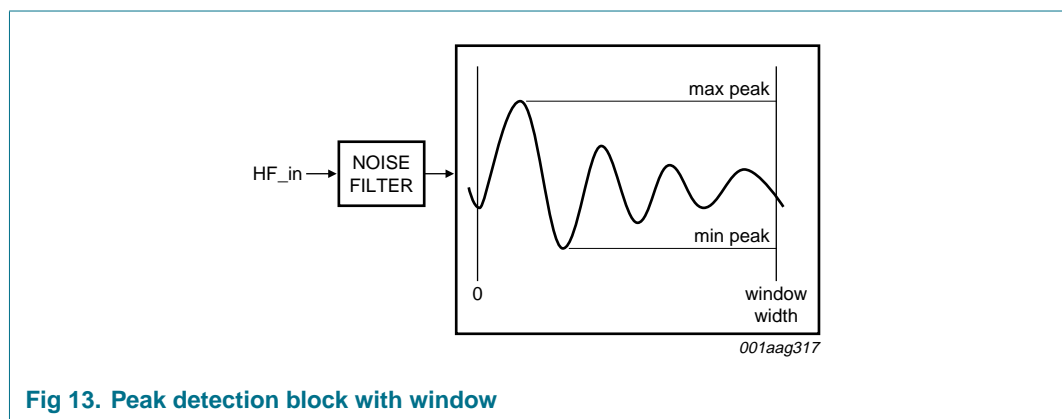 max peak
HF_in
NOISE
FILTER
min peak
0
window
width
001aag317
Fig 13. Peak detection block with window